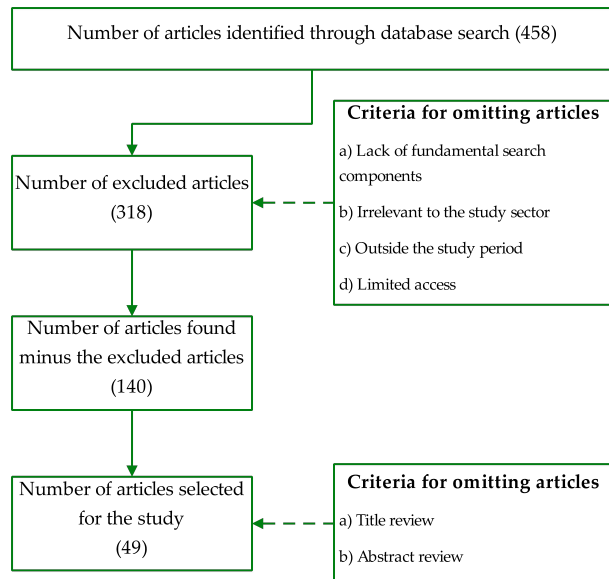 Number of articles identified through database search (458)
Criteria for omitting articles
a) Lack of fundamental search
components
b) Irrelevant to the study sector
c) Outside the study period
d) Limited access
Number of excluded articles
(318)
Number of articles found
minus the excluded articles
(140)
Number of articles selected
for the study
(49)
Criteria for omitting articles
a) Title review
b) Abstract review